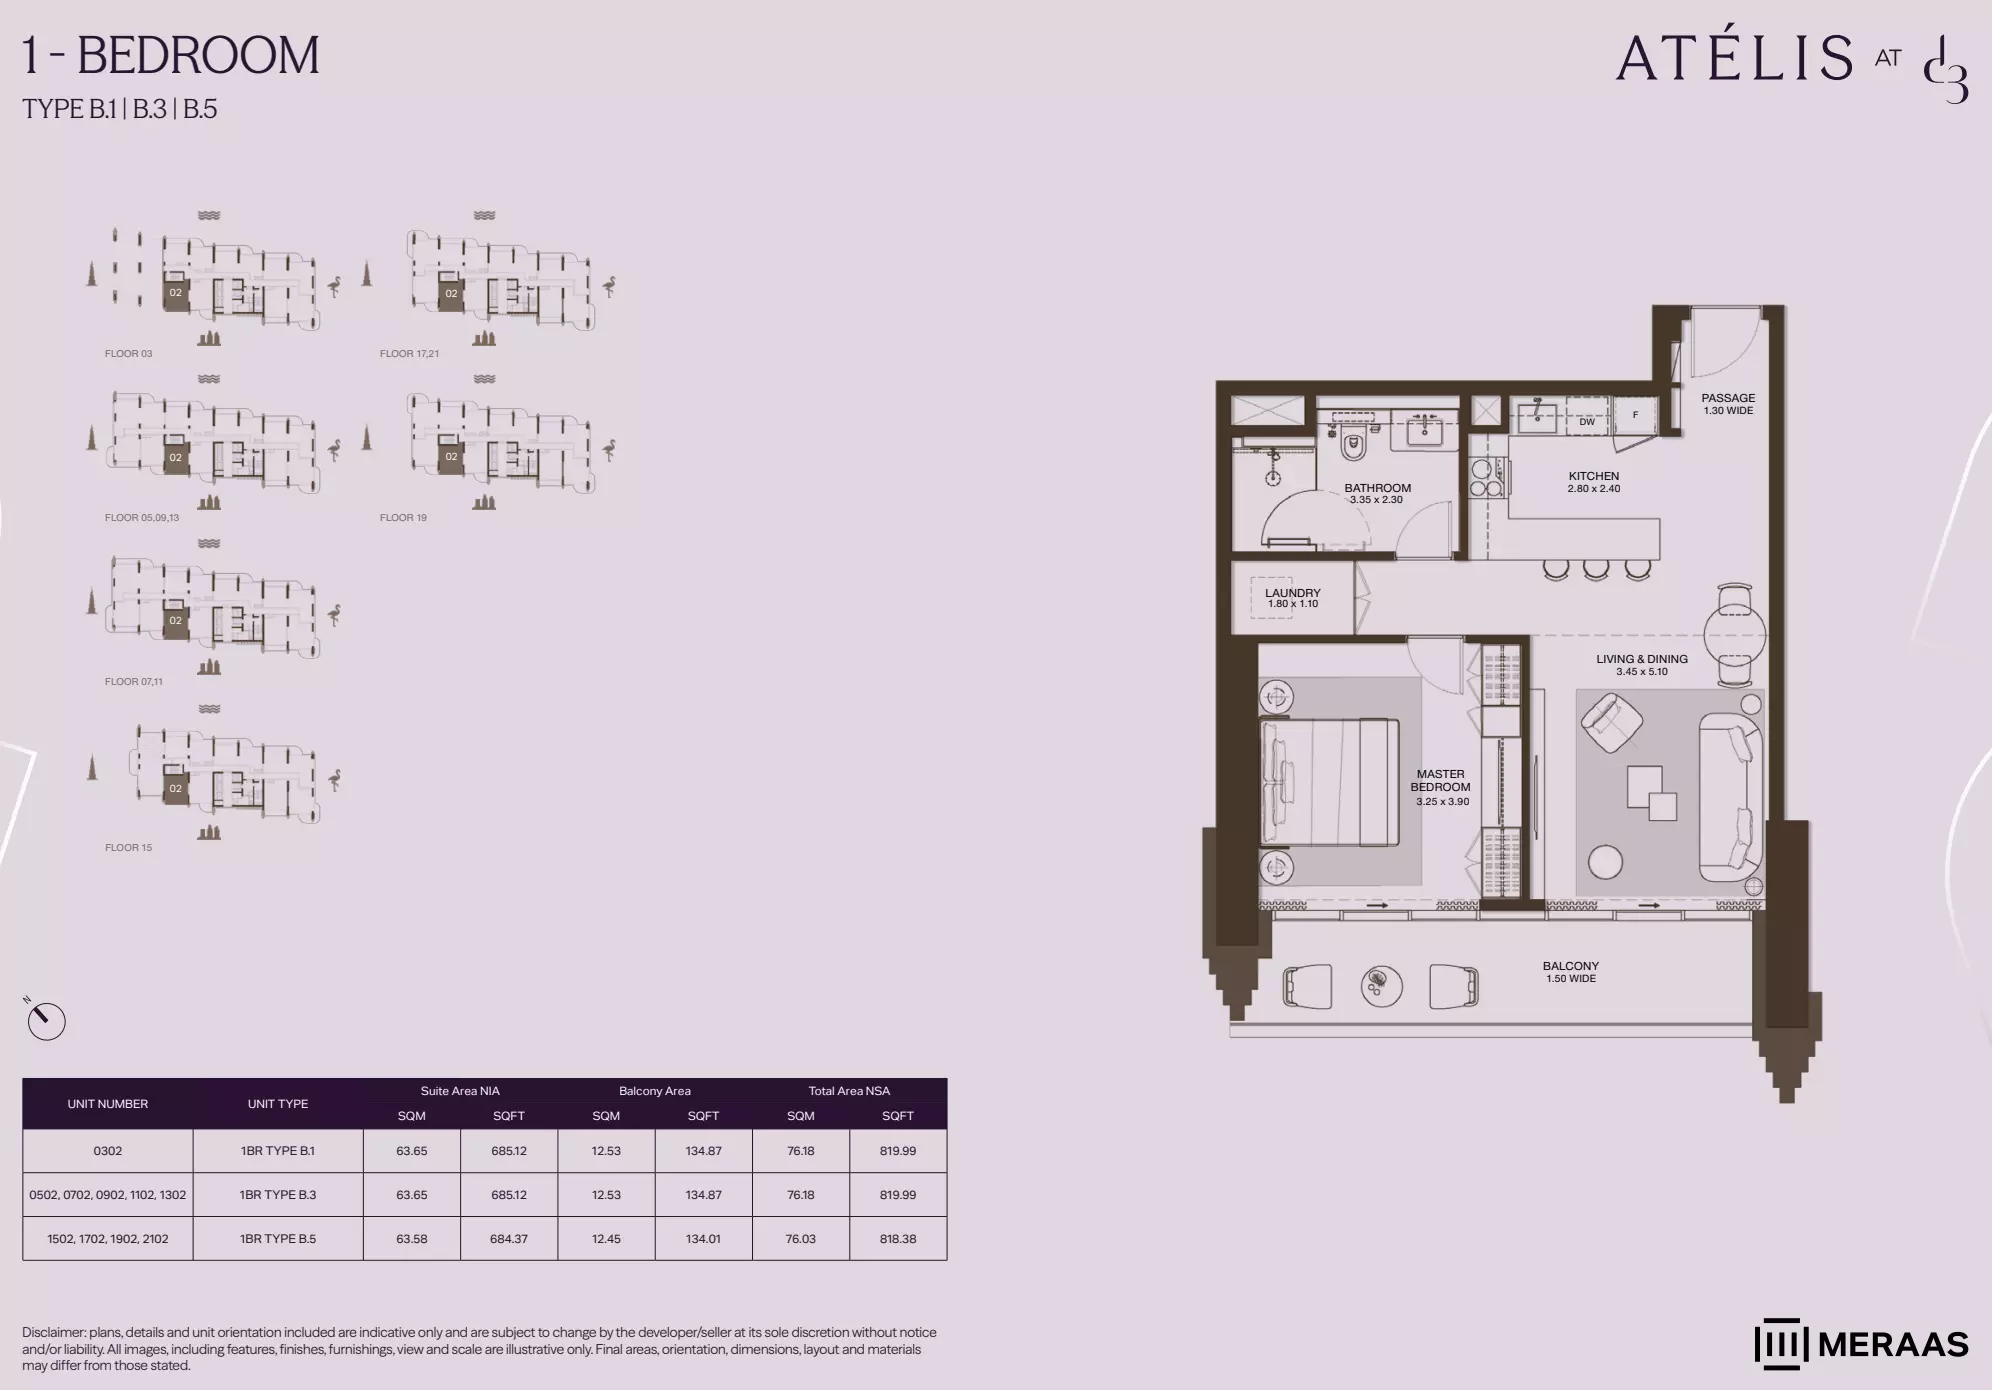 1 - BEDROOM
TYPE B.1 | B.3 | B.5
ATÉLIS AT d3
02
02
FLOOR 03
FLOOR 17,21
02
02
FLOOR 05,09,13
FLOOR 19
02
FLOOR 07,11
02
FLOOR 15
N
PASSAGE
1.30 WIDE
DW
F
KITCHEN
2.80 x 2.40
BATHROOM
3.35 x 2.30
LAUNDRY
1.80 x 1.10
LIVING & DINING
3.45 x 5.10
MASTER
BEDROOM
3.25 x 3.90
BALCONY
1.50 WIDE
UNIT NUMBER UNIT TYPE Suite Area NIA Balcony Area Total Area NSA
SQM SQFT SQM SQFT SQM SQFT
0302 1BR TYPE B.1 63.65 685.12 12.53 134.87 76.18 819.99
0502, 0702, 0902, 1102, 1302 1BR TYPE B.3 63.65 685.12 12.53 134.87 76.18 819.99
1502, 1702, 1902, 2102 1BR TYPE B.5 63.58 684.37 12.45 134.01 76.03 818.38
Disclaimer: plans, details and unit orientation included are indicative only and are subject to change by the developer/seller at its sole discretion without notice
and/or liability. All images, including features, finishes, furnishings, view and scale are illustrative only. Final areas, orientation, dimensions, layout and materials
may differ from those stated.
MERAAS